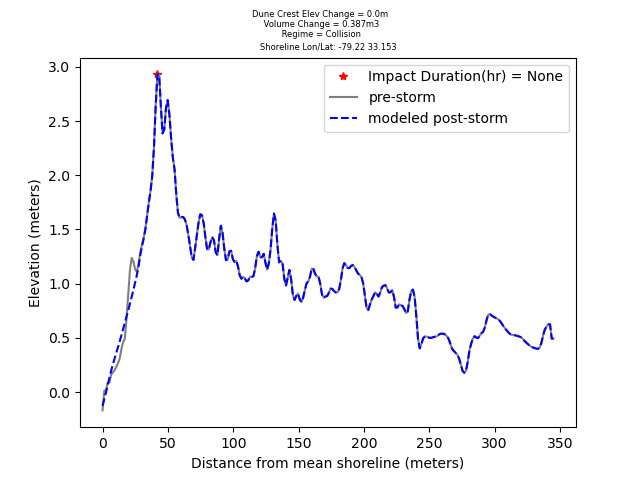 Dune Crest Elev Change = 0.0m
Volume Change = 0.387m3
Regime = Collision
Shoreline Lon/Lat: -79.22 33.153
Impact Duration(hr) = None
pre-storm
modeled post-storm
3.0
2.5
2.0
1.5
1.0
0.5
0.0
Elevation (meters)
0 50 100 150 200 250 300 350
Distance from mean shoreline (meters)